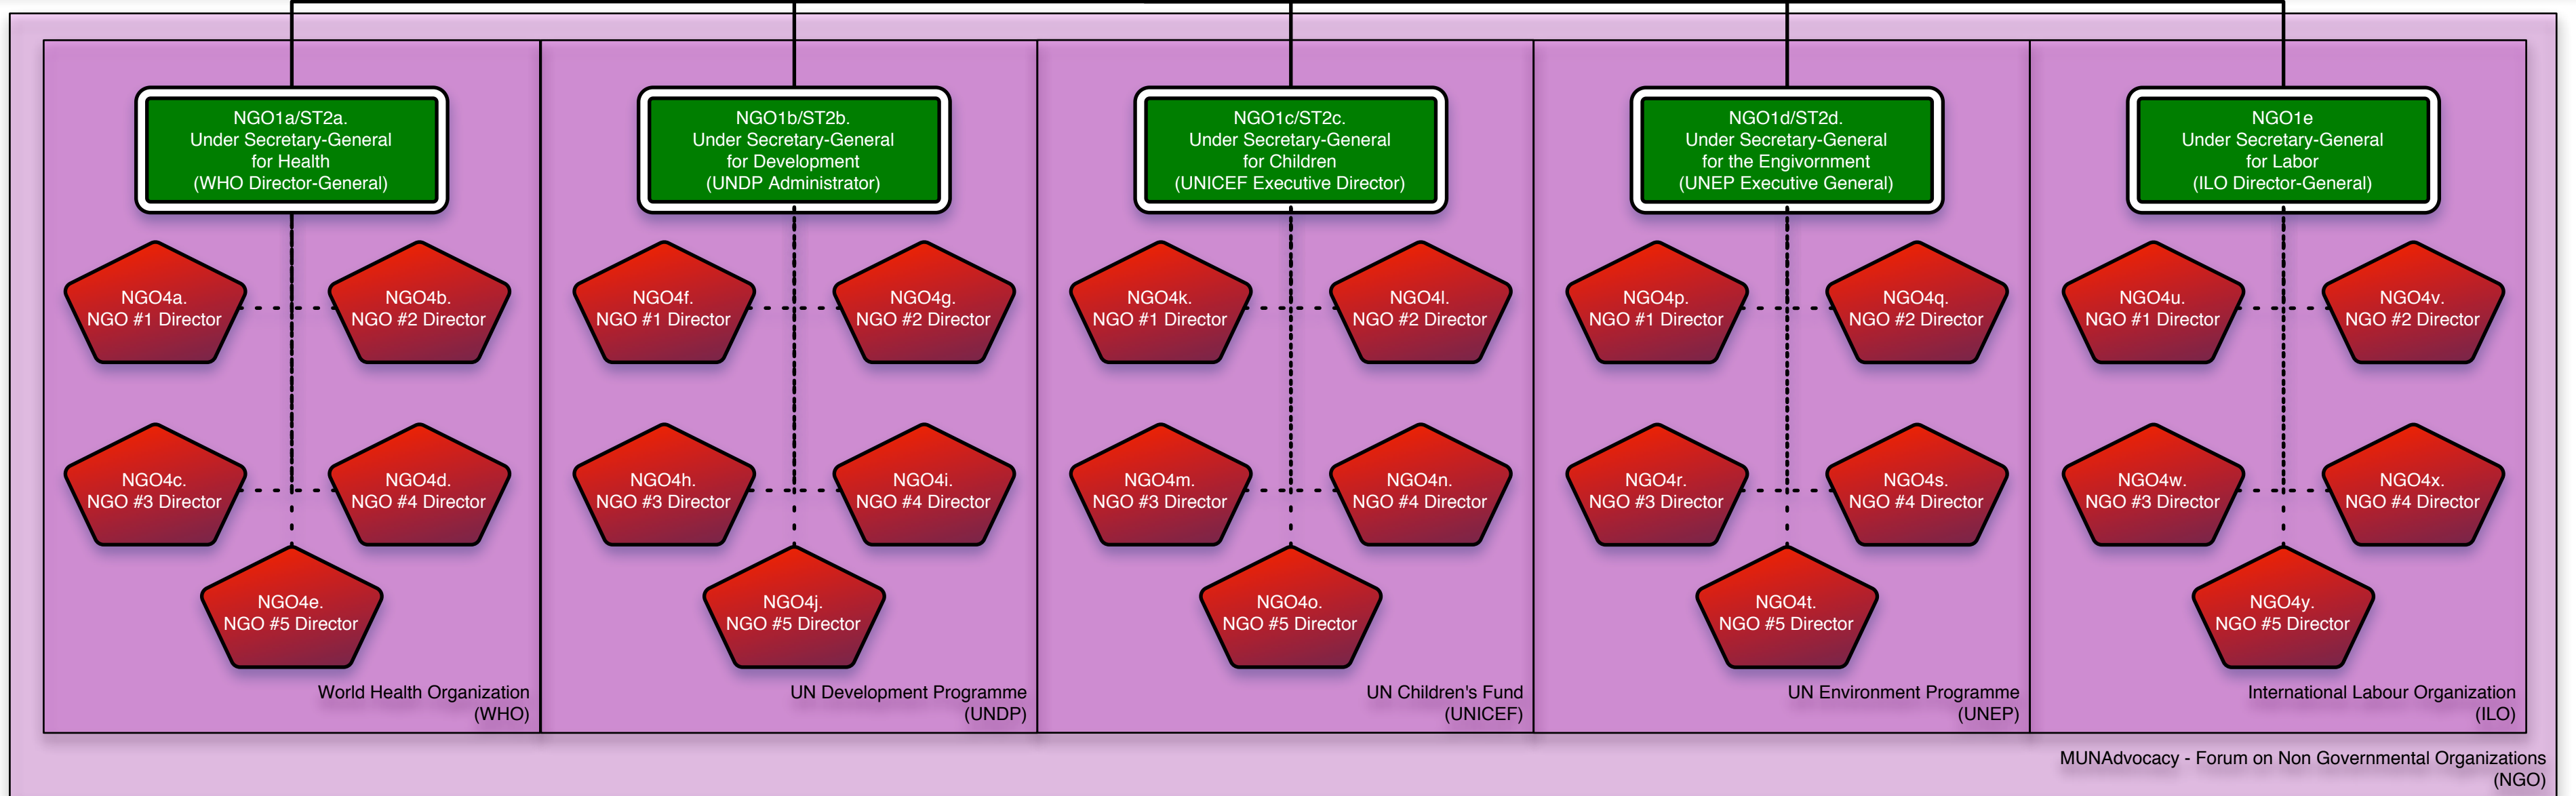 NGO1a/ST2a.
Under Secretary-General
for Health
(WHO Director-General)
NGO1b/ST2b.
Under Secretary-General
for Development
(UNDP Administrator)
NGO1c/ST2c.
Under Secretary-General
for Children
(UNICEF Executive Director)
NGO1d/ST2d.
Under Secretary-General
for the Engivornment
(UNEP Executive General)
NGO1e
Under Secretary-General
for Labor
(ILO Director-General)
NGO4a.
NGO #1 Director
NGO4b.
NGO #2 Director
NGO4c.
NGO #3 Director
NGO4d.
NGO #4 Director
NGO4e.
NGO #5 Director
World Health Organization
(WHO)
NGO4f.
NGO #1 Director
NGO4g.
NGO #2 Director
NGO4h.
NGO #3 Director
NGO4i.
NGO #4 Director
NGO4j.
NGO #5 Director
UN Development Programme
(UNDP)
NGO4k.
NGO #1 Director
NGO4l.
NGO #2 Director
NGO4m.
NGO #3 Director
NGO4n.
NGO #4 Director
NGO4o.
NGO #5 Director
UN Children's Fund
(UNICEF)
NGO4p.
NGO #1 Director
NGO4q.
NGO #2 Director
NGO4r.
NGO #3 Director
NGO4s.
NGO #4 Director
NGO4t.
NGO #5 Director
UN Environment Programme
(UNEP)
NGO4u.
NGO #1 Director
NGO4v.
NGO #2 Director
NGO4w.
NGO #3 Director
NGO4x.
NGO #4 Director
NGO4y.
NGO #5 Director
International Labour Organization
(ILO)
MUNAdvocacy - Forum on Non Governmental Organizations
(NGO)